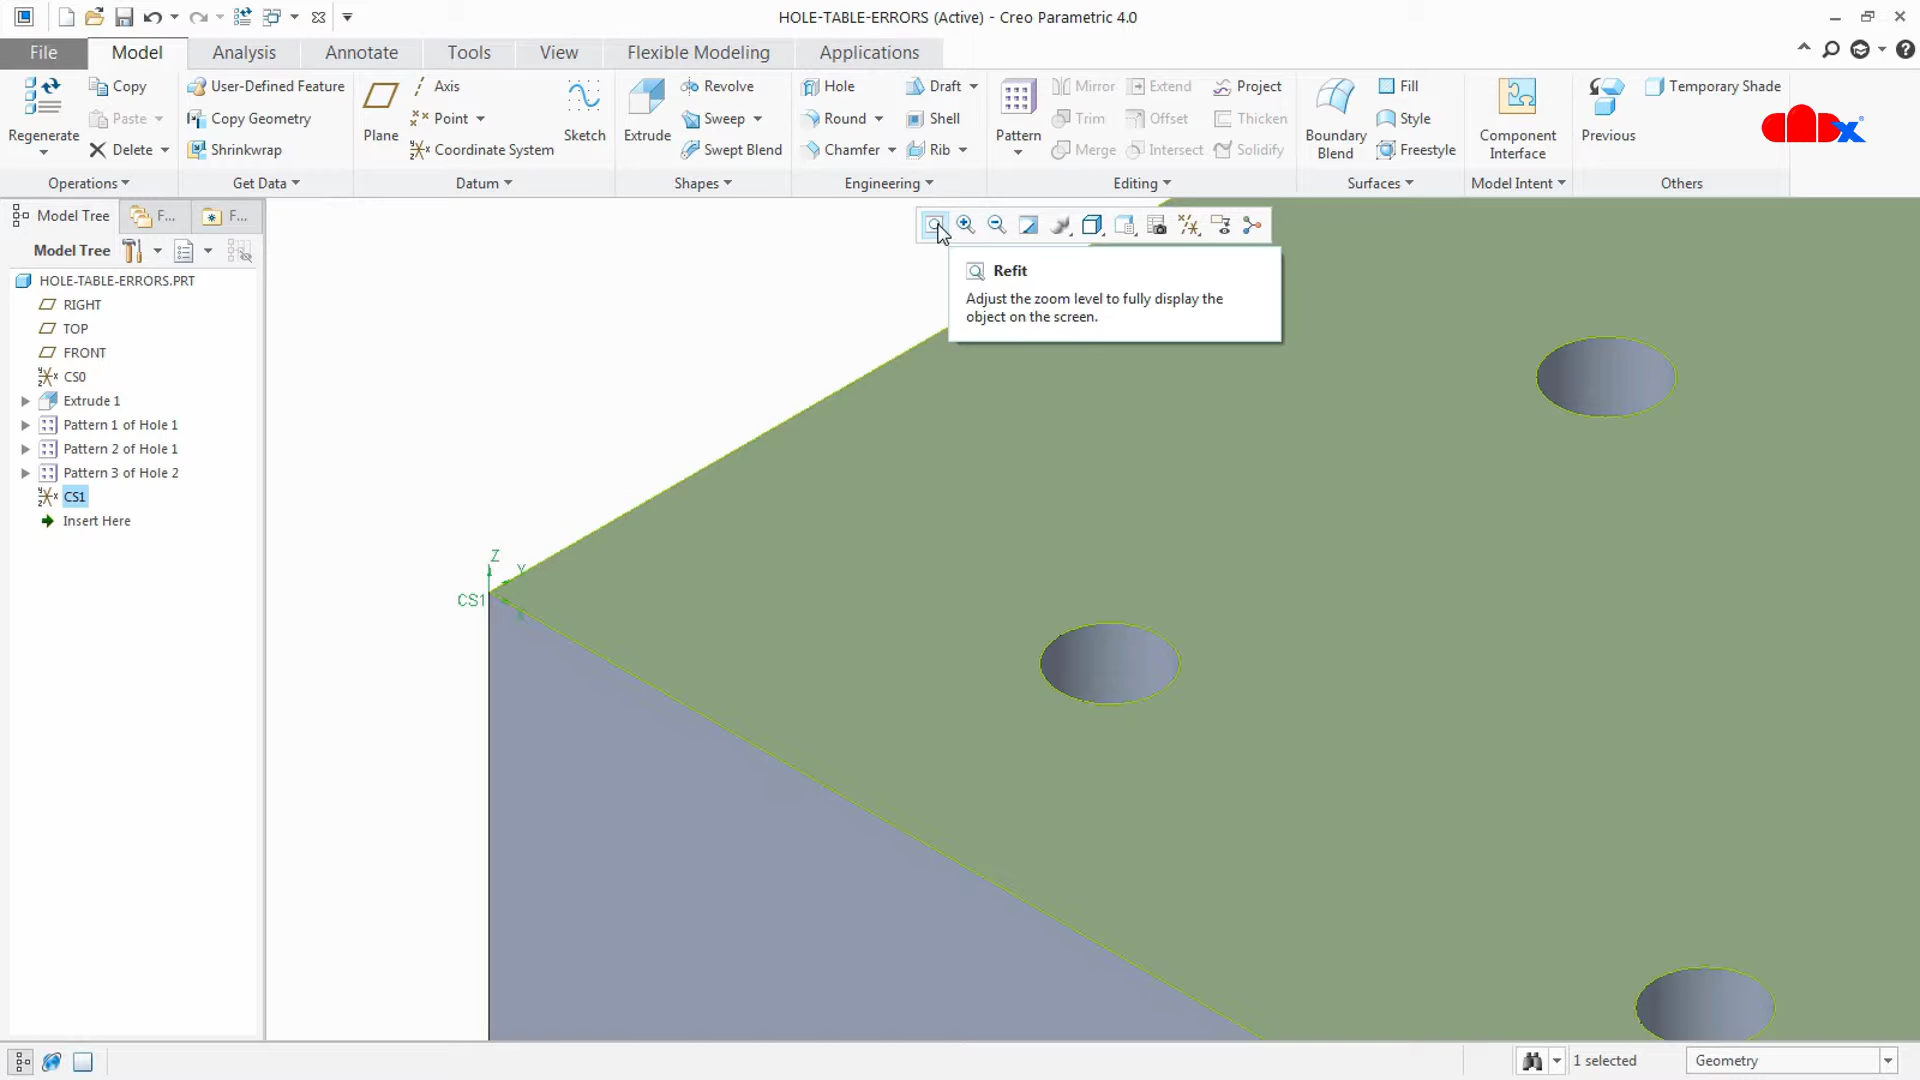 HOLE-TABLE-ERRORS (Active) - Creo Parametric 4.0
File Model Analysis Annotate Tools View Flexible Modeling Applications
Regenerate
Copy
Paste
Delete
Operations
User-Defined Feature
Copy Geometry
Shrinkwrap
Get Data
Plane
Axis
Point
Coordinate System
Sketch
Datum
Extrude
Revolve
Sweep
Swept Blend
Shapes
Hole
Round
Chamfer
Draft
Shell
Rib
Engineering
Pattern
Mirror
Trim
Merge
Extend
Offset
Intersect
Project
Thicken
Solidify
Editing
Boundary
Blend
Fill
Style
Freestyle
Surfaces
Component
Interface
Model Intent
Previous
Temporary Shade
Others
Model Tree F... F...
Model Tree
HOLE-TABLE-ERRORS.PRT
RIGHT
TOP
FRONT
CS0
Extrude 1
Pattern 1 of Hole 1
Pattern 2 of Hole 1
Pattern 3 of Hole 2
CS1
Insert Here
Refit
Adjust the zoom level to fully display the
object on the screen.
Z
Y
CS1
X
1 selected
Geometry